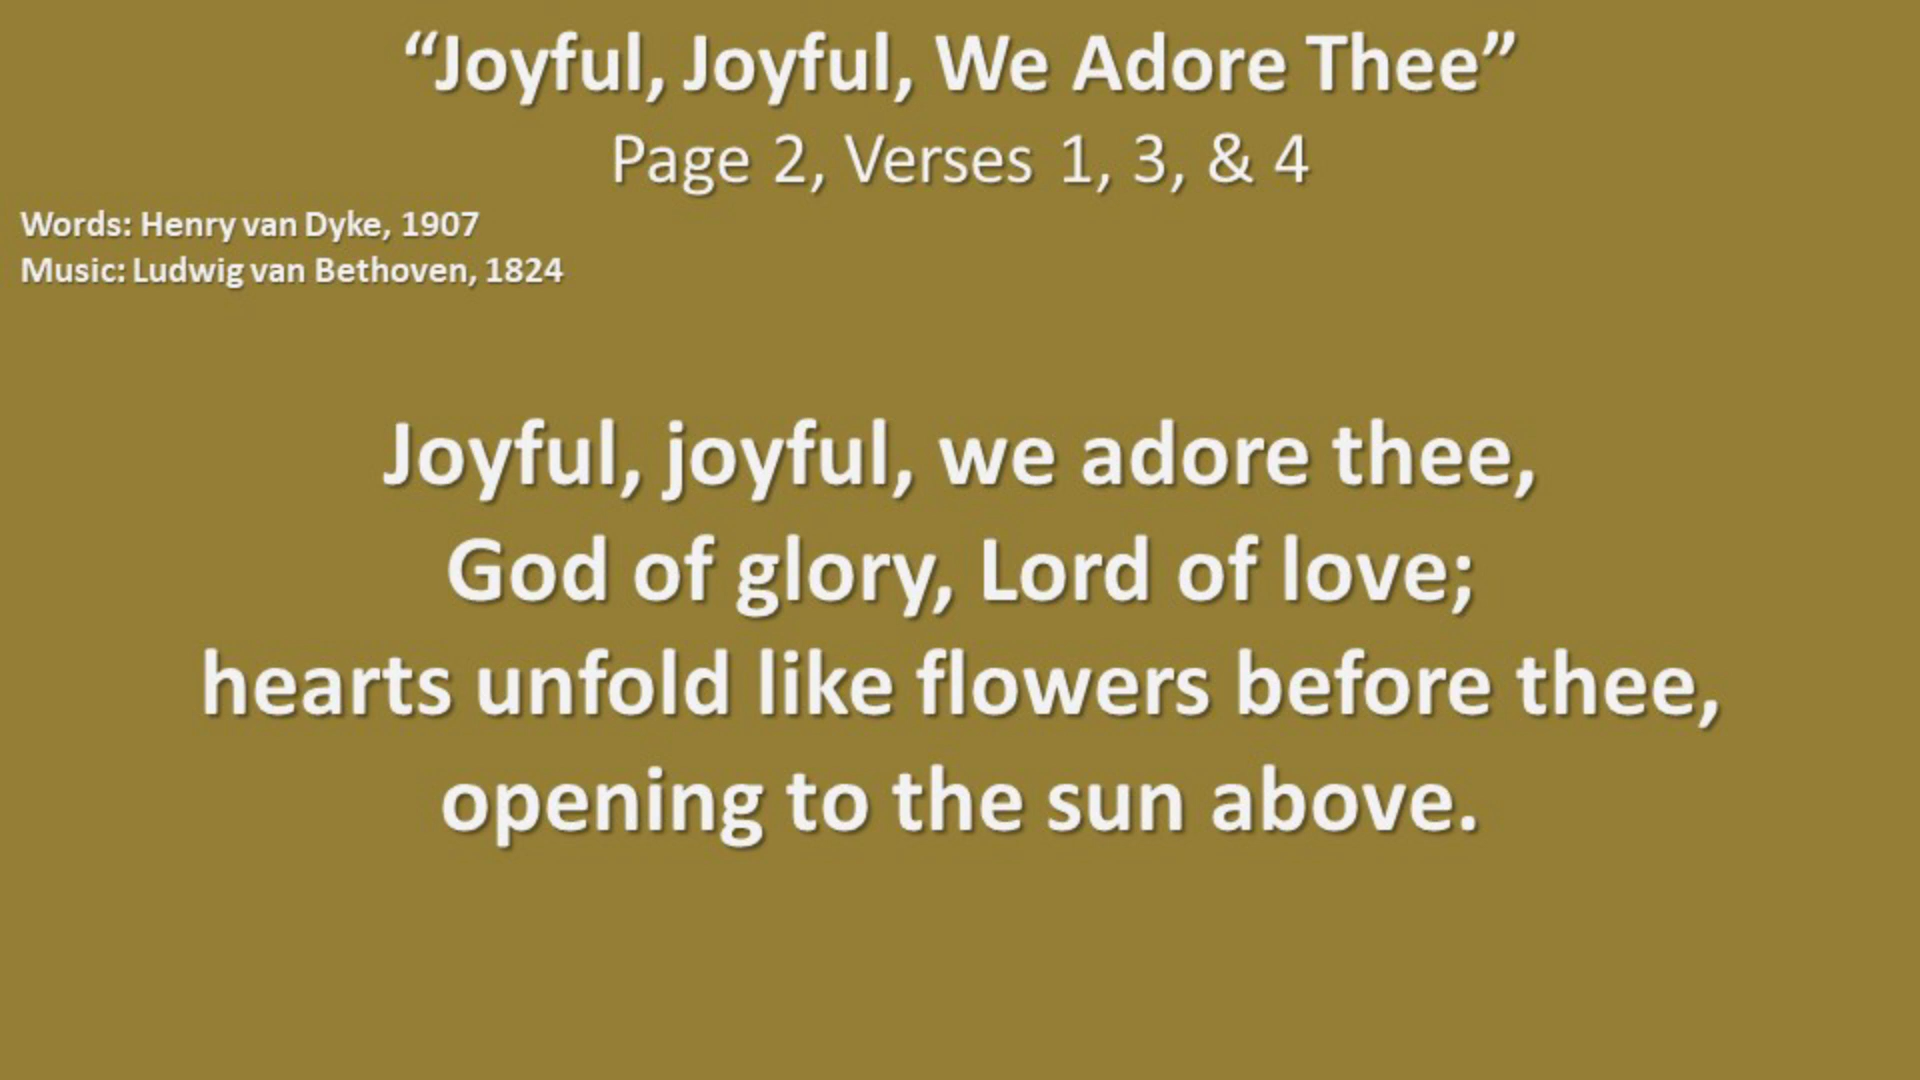 “Joyful, Joyful, We Adore Thee”
Page 2, Verses 1, 3, & 4
Words: Henry van Dyke, 1907
Music: Ludwig van Bethoven, 1824
Joyful, joyful, we adore thee,
God of glory, Lord of love;
hearts unfold like flowers before thee,
opening to the sun above.